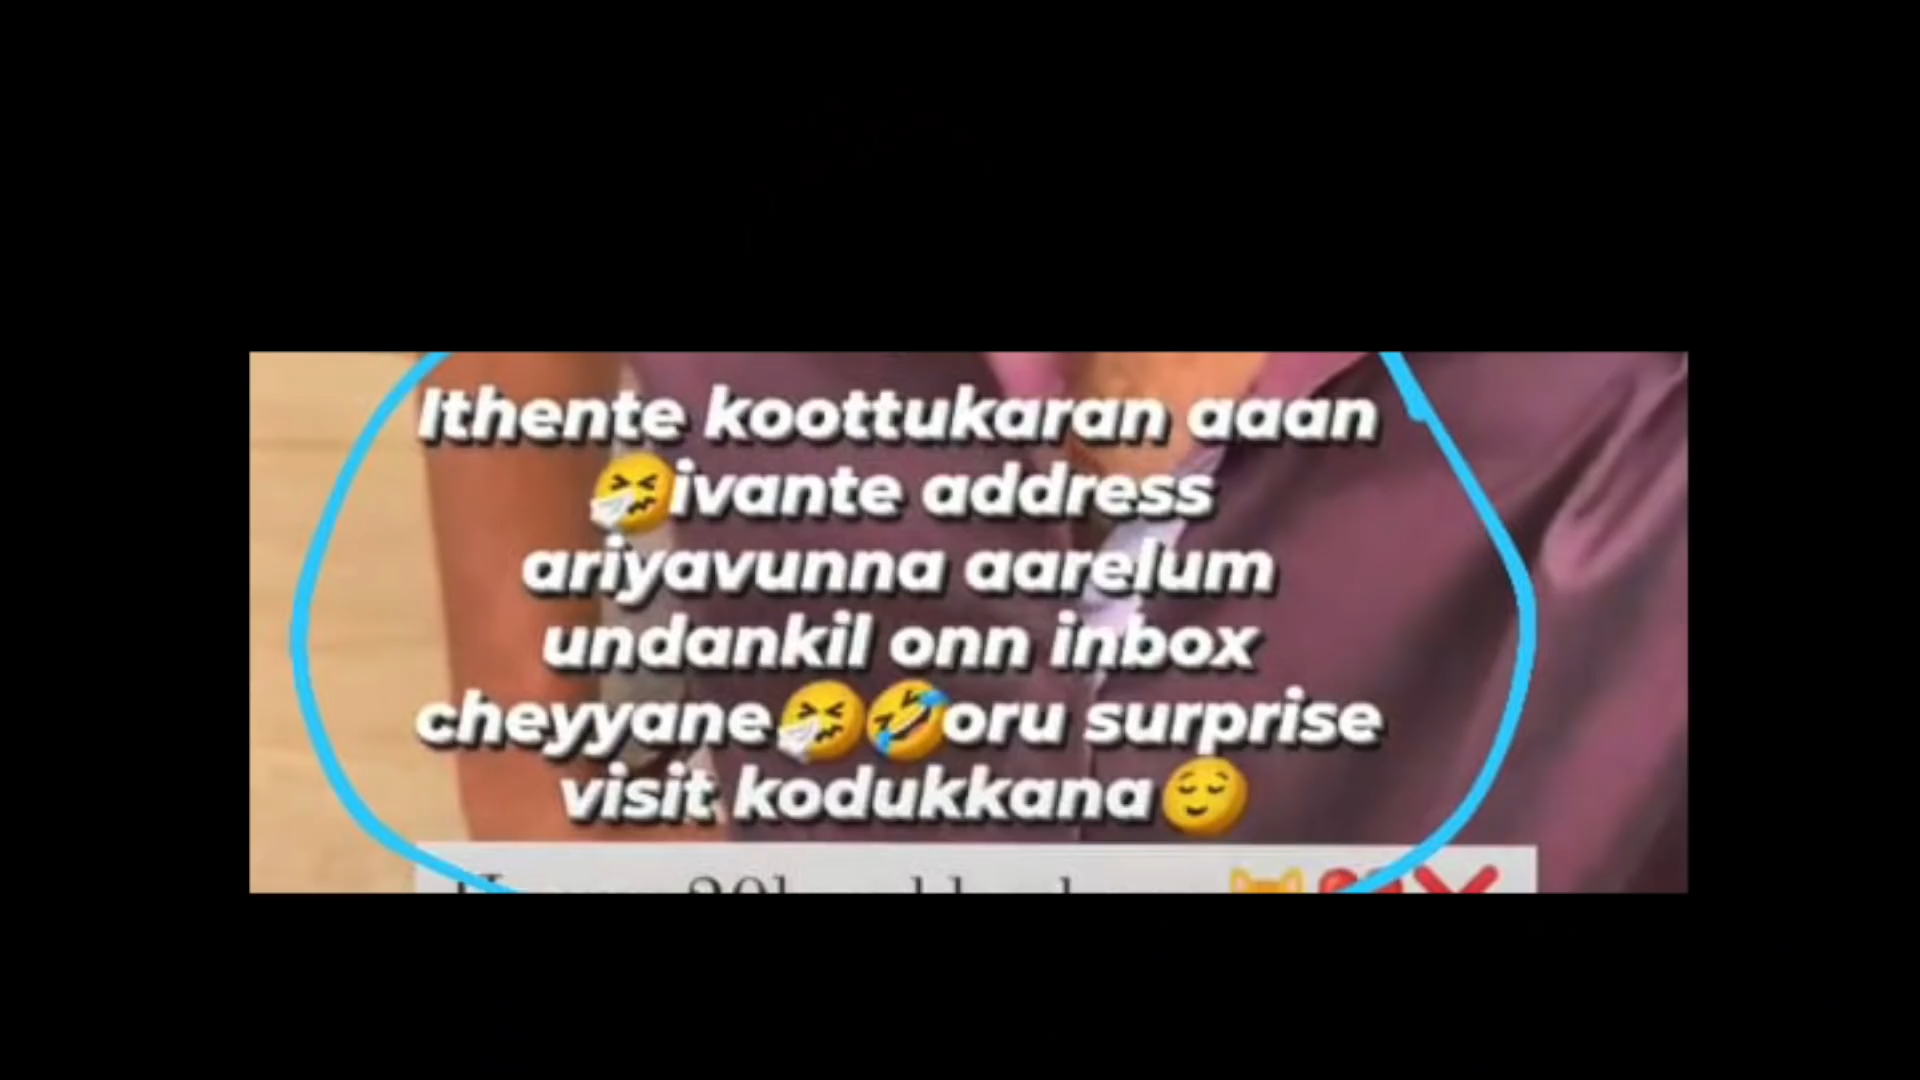 Ithente koottukaran aaan
🤧ivante address
ariyavunna aarelum
undankil onn inbox
cheyyane🤧🤣oru surprise
visit kodukkana😌